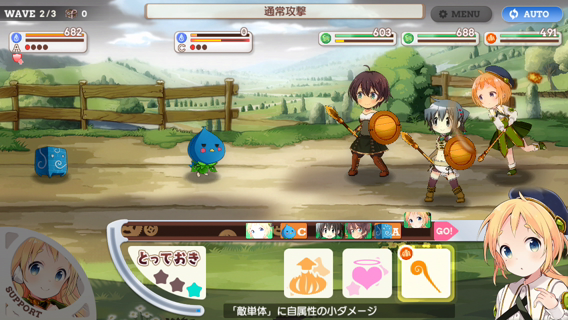 WAVE 2/3 0
通常攻撃
MENU
AUTO
682
A
0
C
603
688
491
C
A
GO!
とっておき
SUPPORT
「敵単体」に自属性の小ダメージ